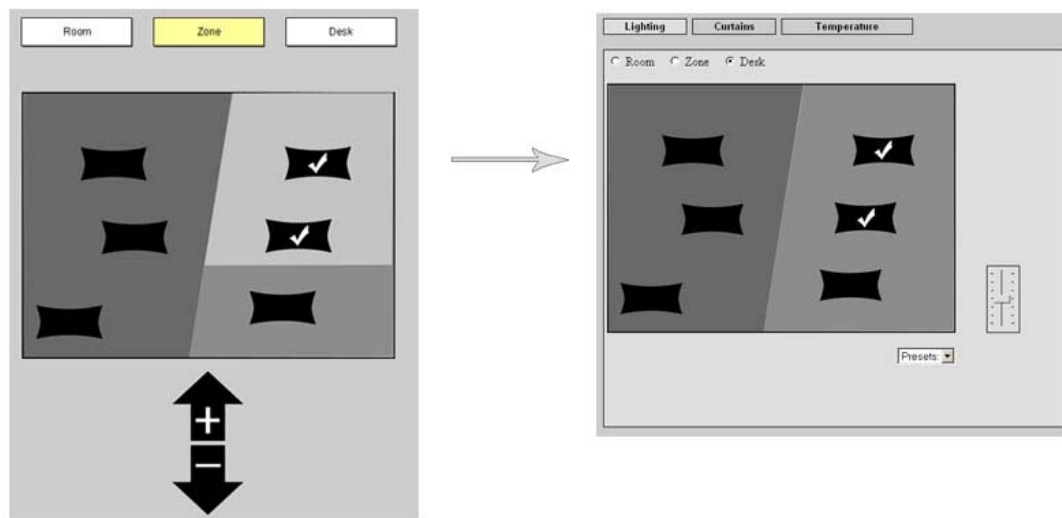 Room Zone Desk
Lighting Curtains Temperature
Room Zone Desk
+
−
Presets: